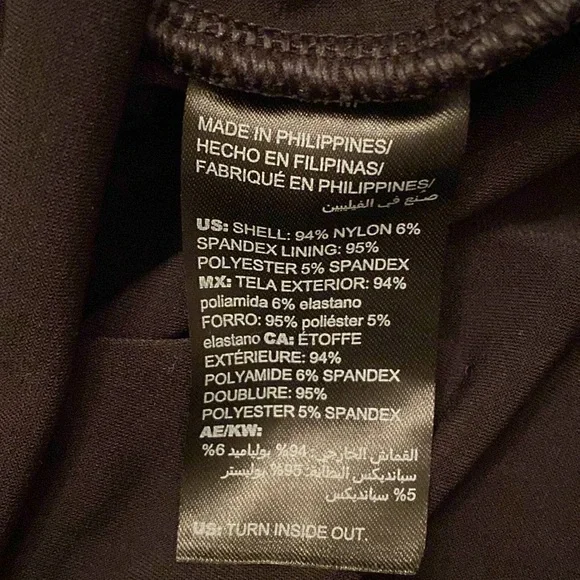 MADE IN PHILIPPINES/
HECHO EN FILIPINAS/
FABRIQUÉ EN PHILIPPINES/
صنع في الفيليبين
US: SHELL: 94% NYLON 6%
SPANDEX LINING: 95%
POLYESTER 5% SPANDEX
MX: TELA EXTERIOR: 94%
poliamida 6% elastano
FORRO: 95% poliéster 5%
elastano CA: ÉTOFFE
EXTÉRIEURE: 94%
POLYAMIDE 6% SPANDEX
DOUBLURE: 95%
POLYESTER 5% SPANDEX
AE/KW:
القماش الخارجي: 94% بولياميد 6%
سبانديكس البطانة: 95% بوليستر
5% سبانديكس
US: TURN INSIDE OUT.